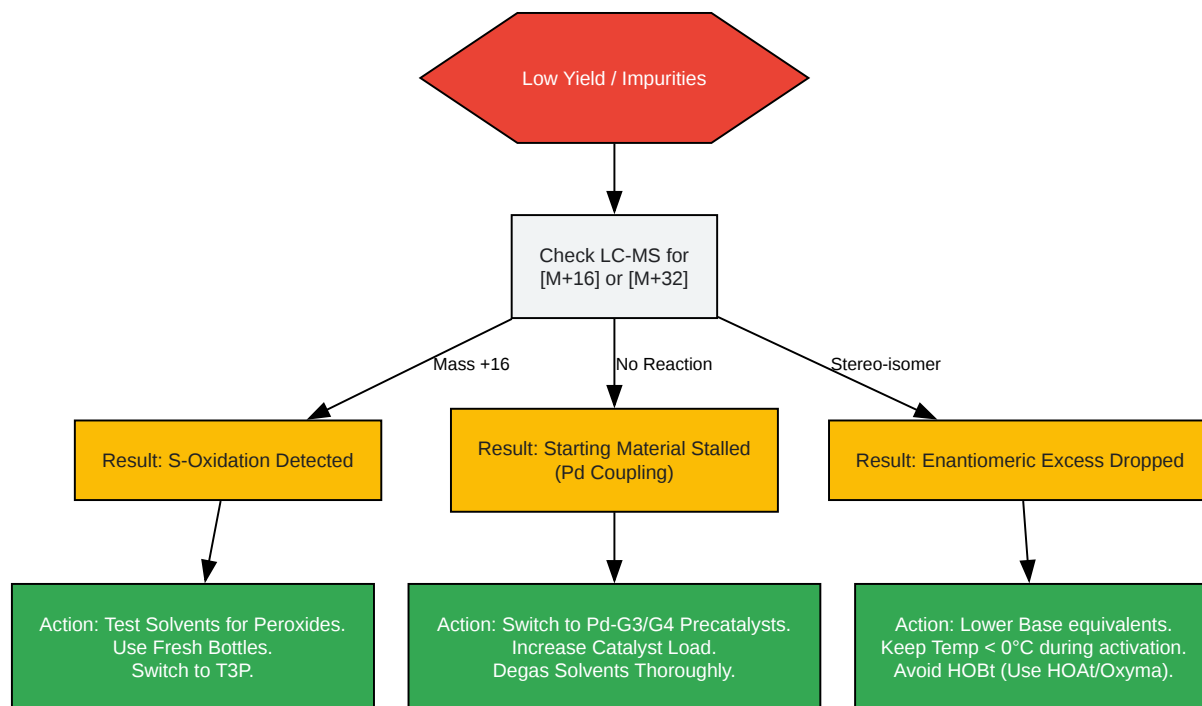 Low Yield / Impurities
Check LC-MS for
[M+16] or [M+32]
Mass +16
No Reaction
Stereo-isomer
Result: S-Oxidation Detected
Result: Starting Material Stalled
(Pd Coupling)
Result: Enantiomeric Excess Dropped
Action: Test Solvents for Peroxides.
Use Fresh Bottles.
Switch to T3P.
Action: Switch to Pd-G3/G4 Precatalysts.
Increase Catalyst Load.
Degas Solvents Thoroughly.
Action: Lower Base equivalents.
Keep Temp < 0°C during activation.
Avoid HOBt (Use HOAt/Oxyma).